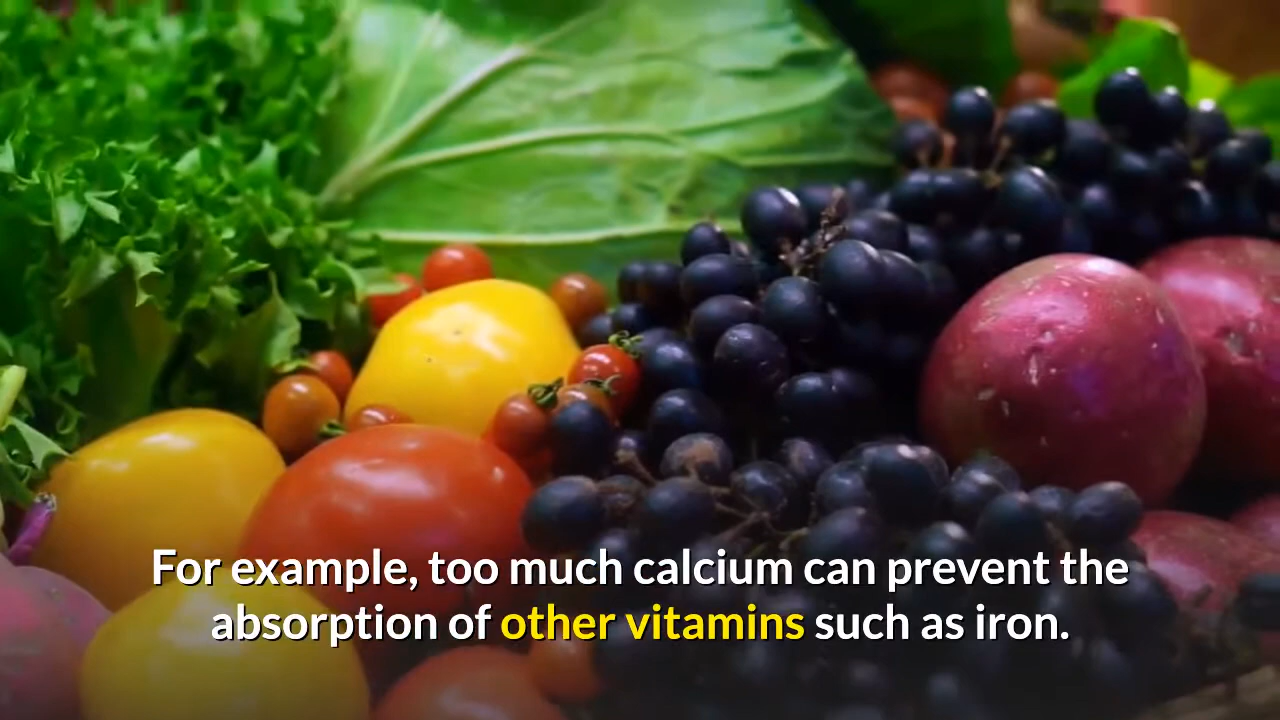 For example, too much calcium can prevent the
absorption of other vitamins such as iron.